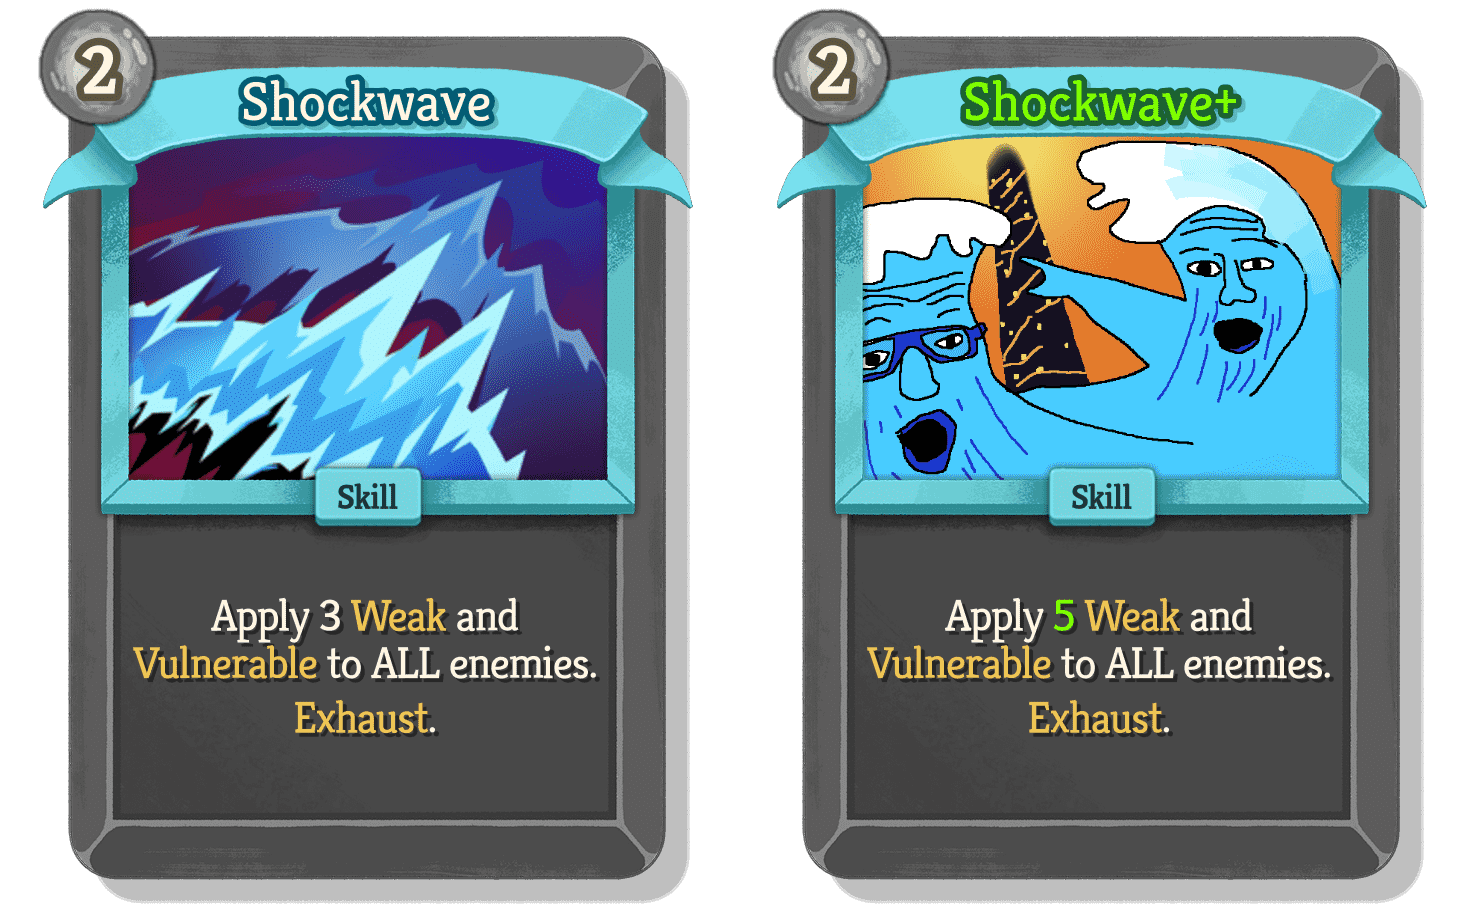 2
Shockwave
Skill
Apply 3 Weak and
Vulnerable to ALL enemies.
Exhaust.
2
Shockwave+
Skill
Apply 5 Weak and
Vulnerable to ALL enemies.
Exhaust.